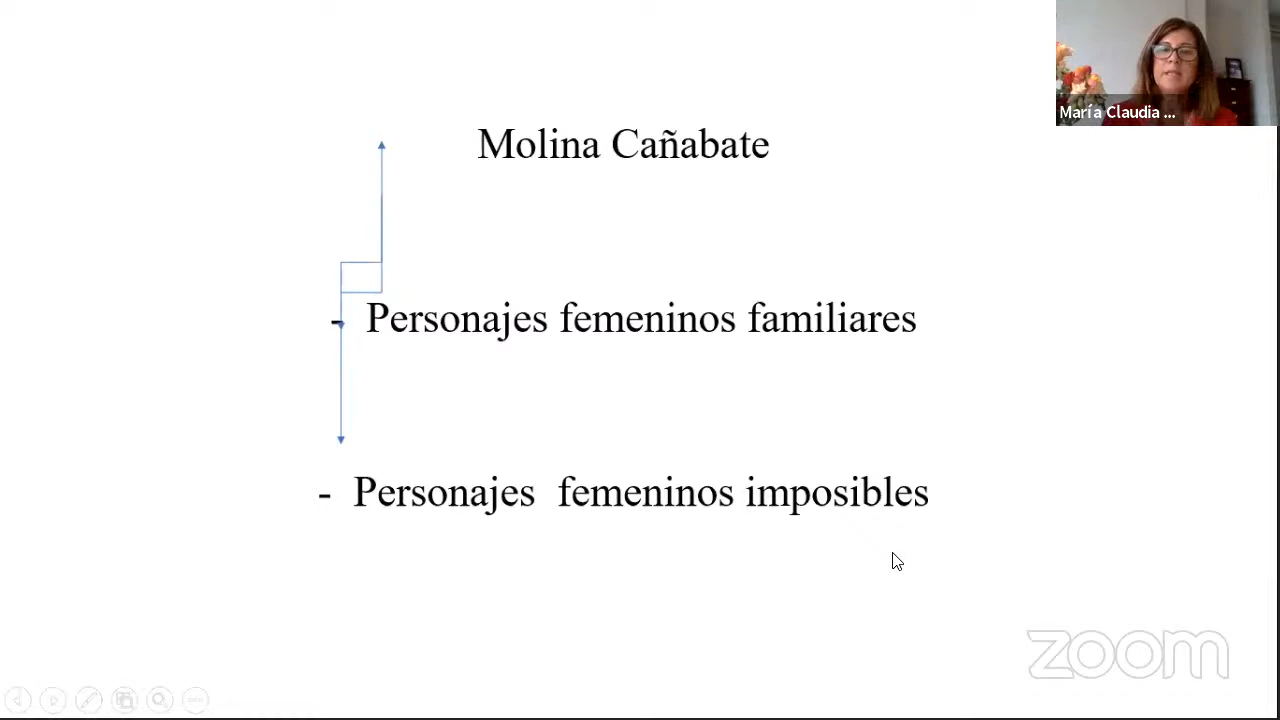 María Claudia ...
Molina Cañabate
- Personajes femeninos familiares
- Personajes femeninos imposibles
zoom